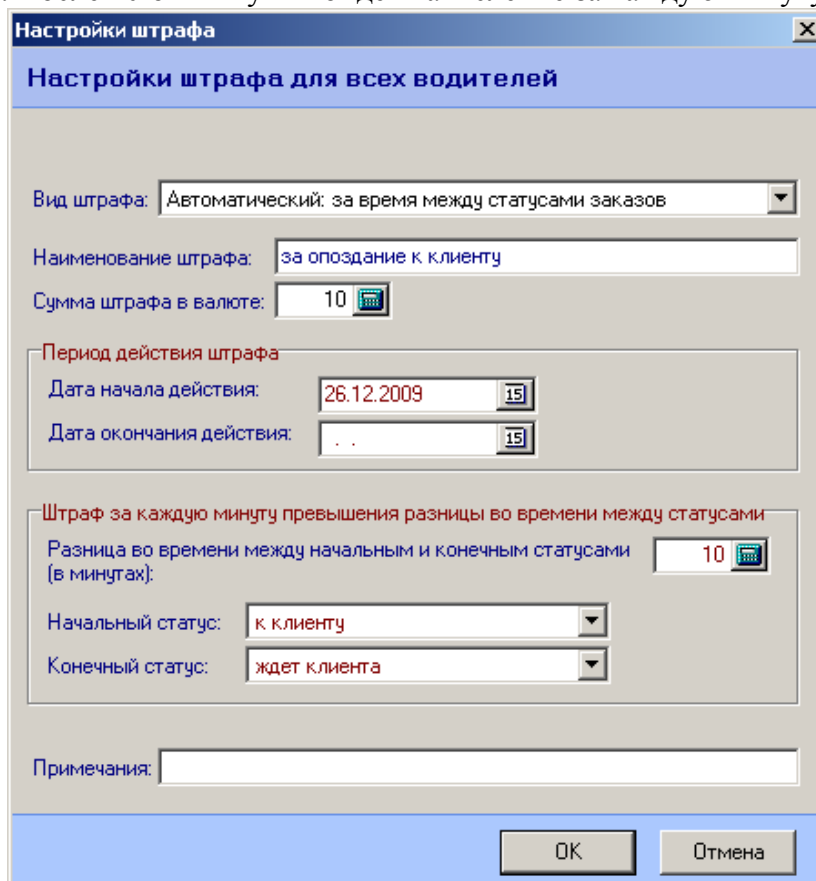 Настройки штрафа
Настройки штрафа для всех водителей
Вид штрафа: Автоматический: за время между статусами заказов
Наименование штрафа: за опоздание к клиенту
Сумма штрафа в валюте: 10
Период действия штрафа
Дата начала действия: 26.12.2009 15
Дата окончания действия: . . 15
Штраф за каждую минуту превышения разницы во времени между статусами
Разница во времени между начальным и конечным статусами 10
(в минутах):
Начальный статус: к клиенту
Конечный статус: ждет клиента
Примечания:
OK Отмена